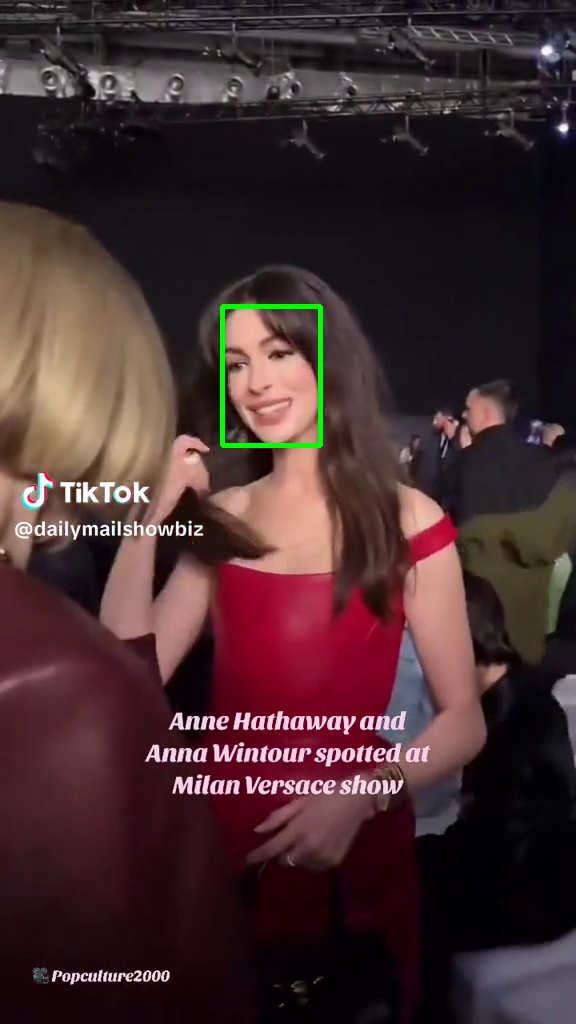 TikTok
@dailymailshowbiz
Anne Hathaway and
Anna Wintour spotted at
Milan Versace show
Popculture2000